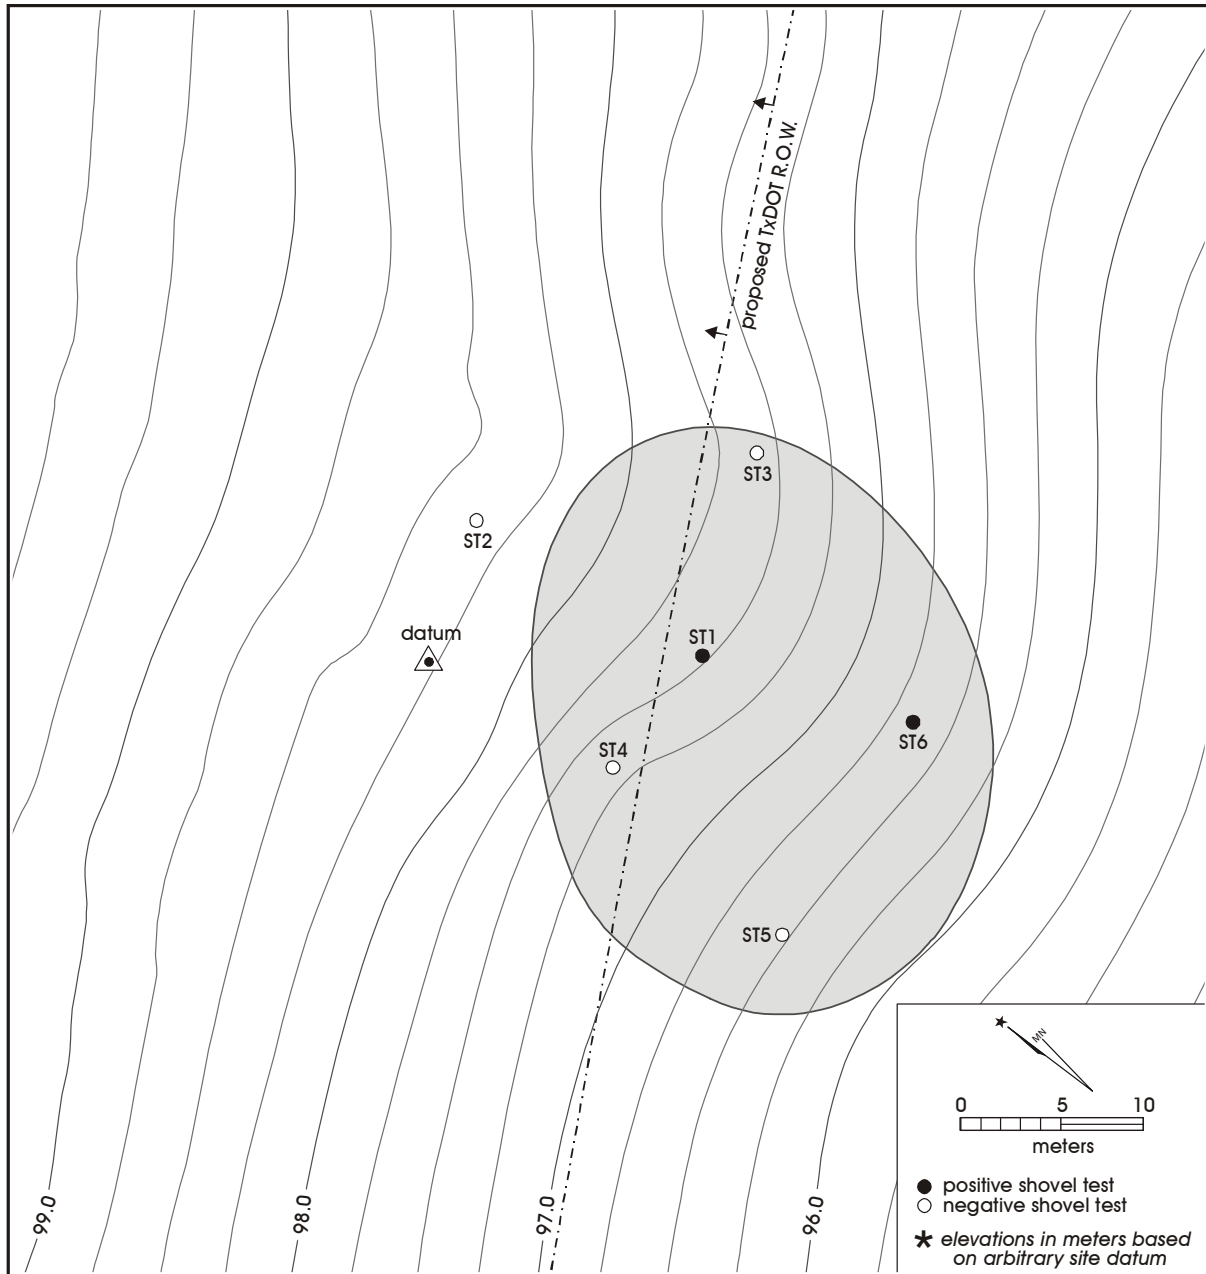 proposed TxDOT R.O.W.
ST3
ST2
datum
ST1
ST6
ST4
ST5
99.0
98.0
97.0
96.0
MN
0 5 10
meters
positive shovel test
negative shovel test
elevations in meters based
on arbitrary site datum